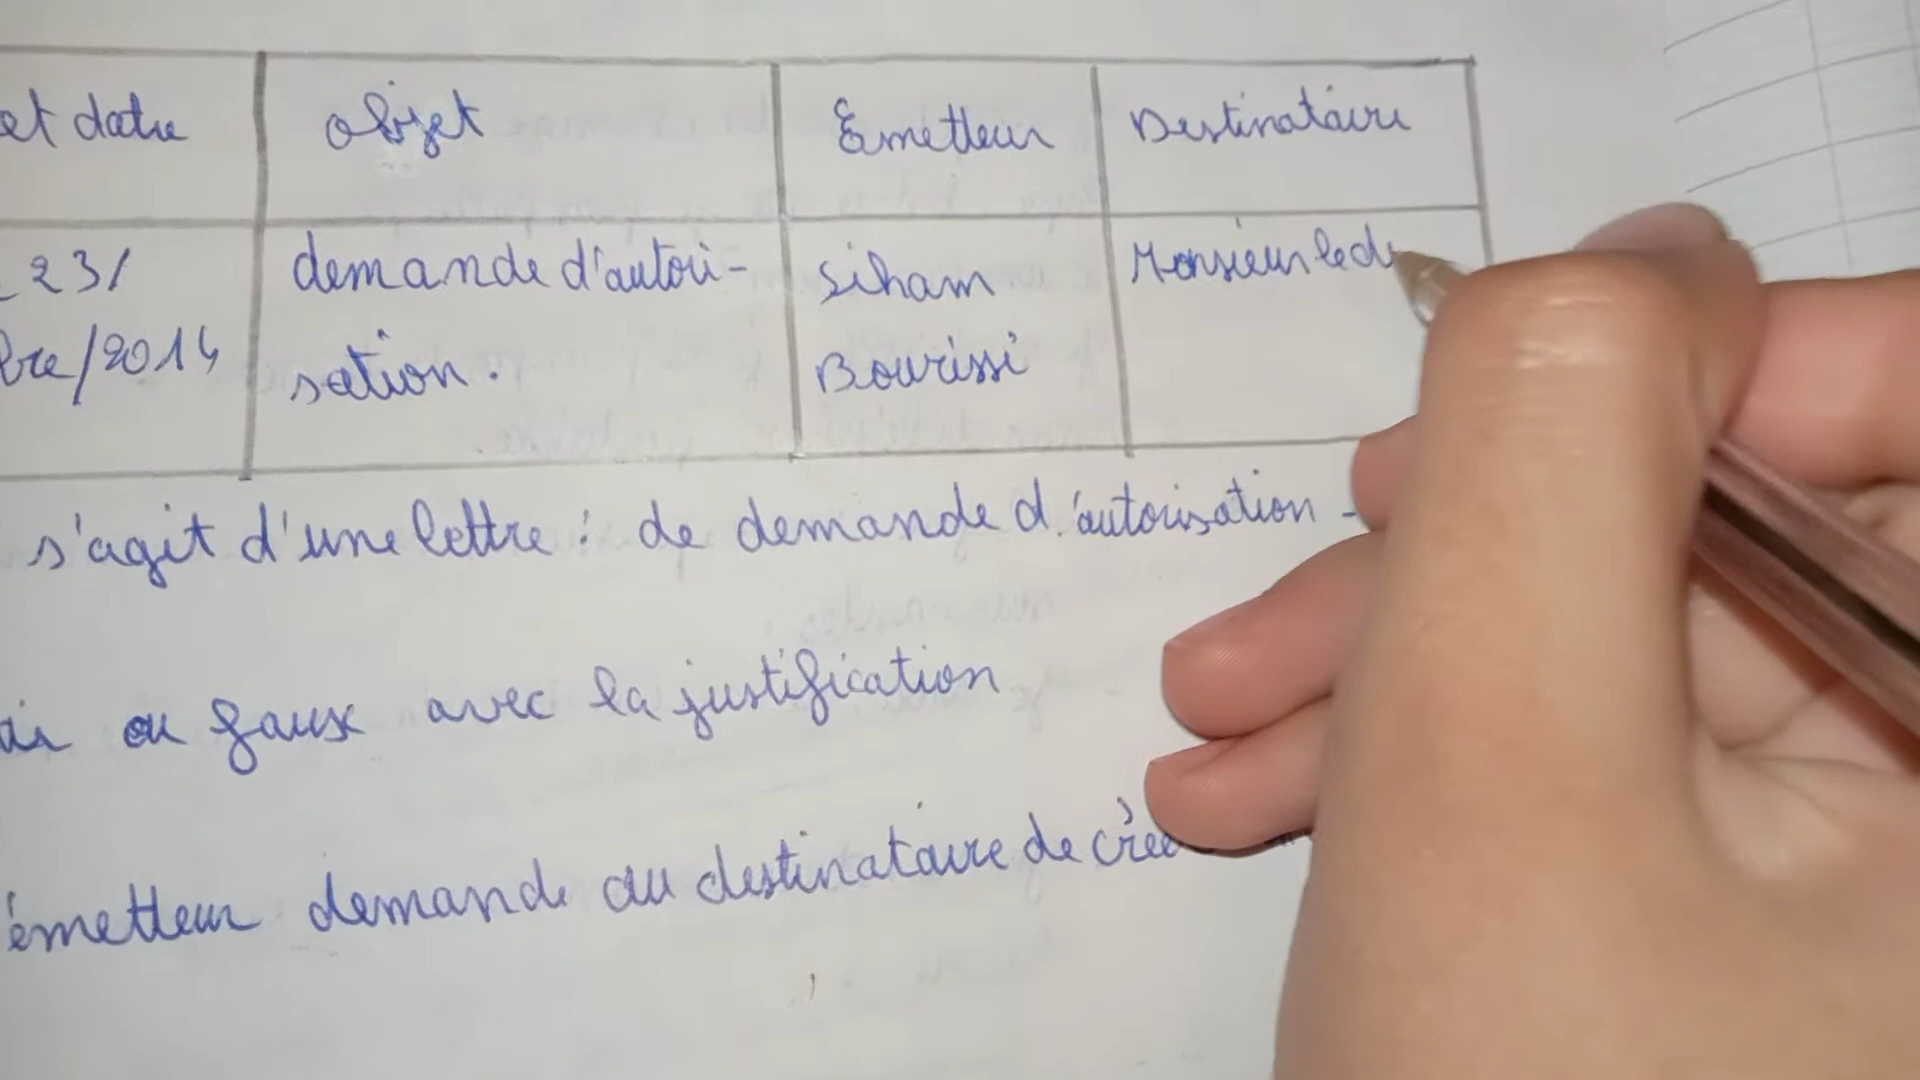 et date
objet
Emetteur
Destinataire
23/
bre/2014
demande d'autori-
sation.
Siham
Bourissi
Monsieur le d
s'agit d'une lettre : de demande d'autorisation -
ou faux avec la justification
émetteur demande au destinataire de crée